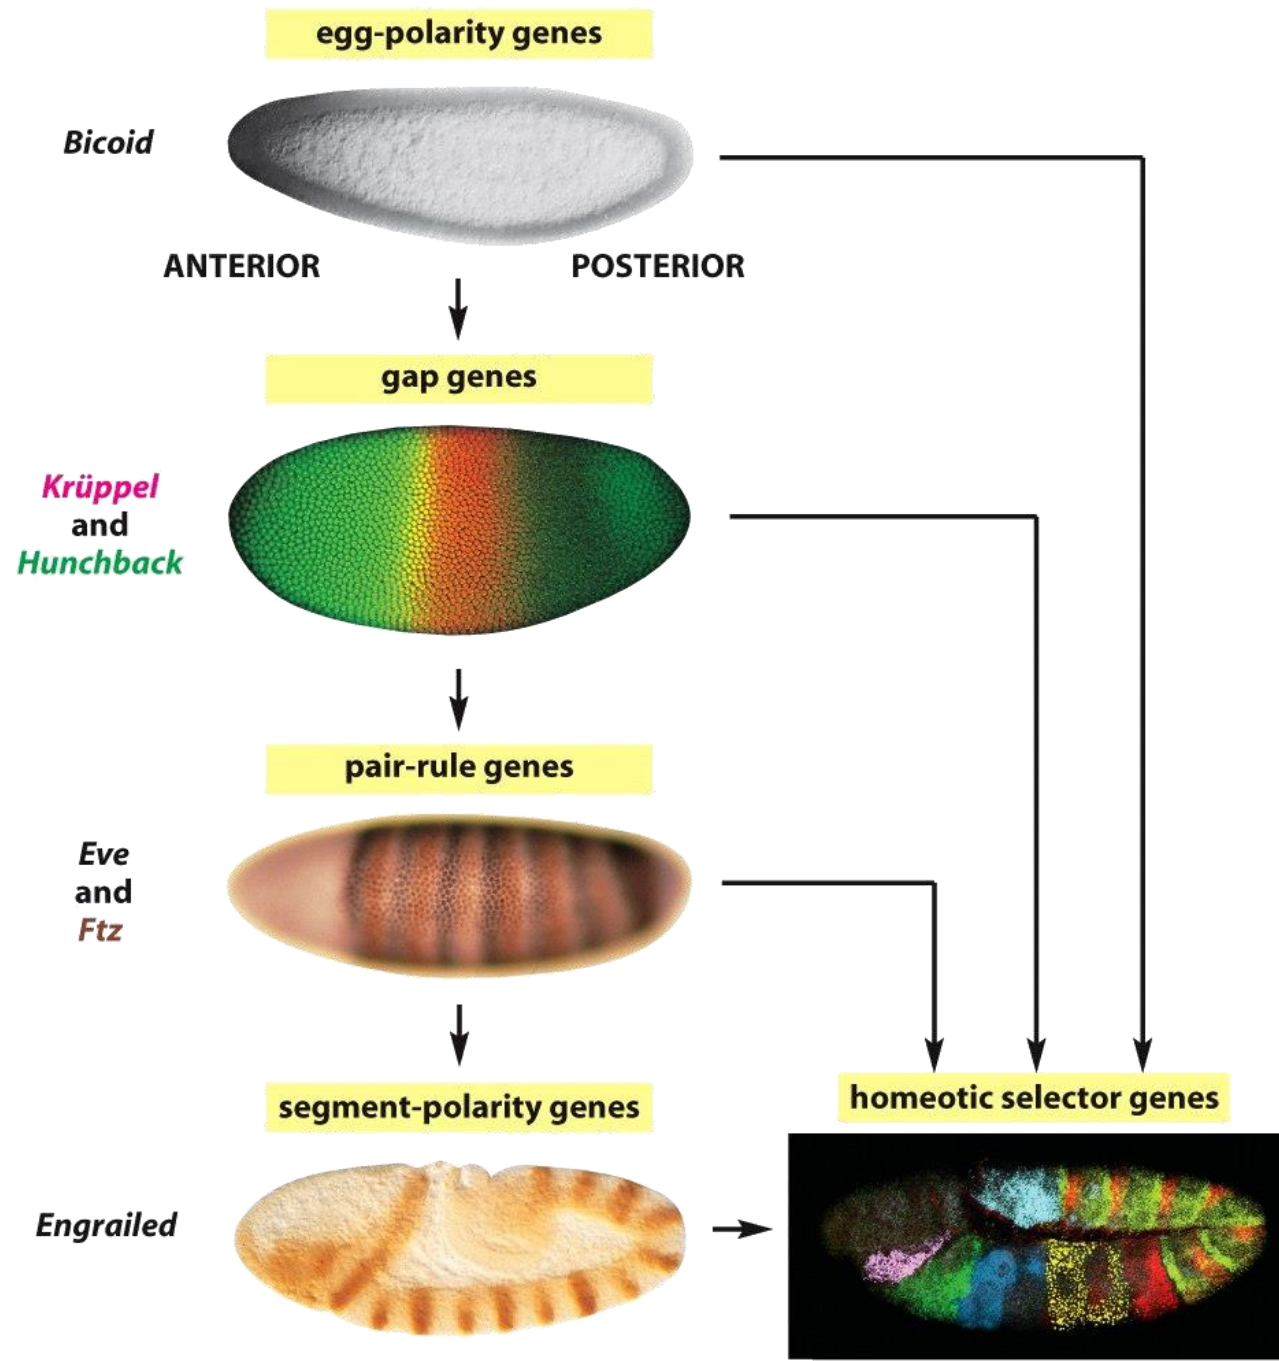 egg-polarity genes
Bicoid
ANTERIOR
POSTERIOR
gap genes
Krüppel
and
Hunchback
pair-rule genes
Eve
and
Ftz
segment-polarity genes
homeotic selector genes
Engrailed